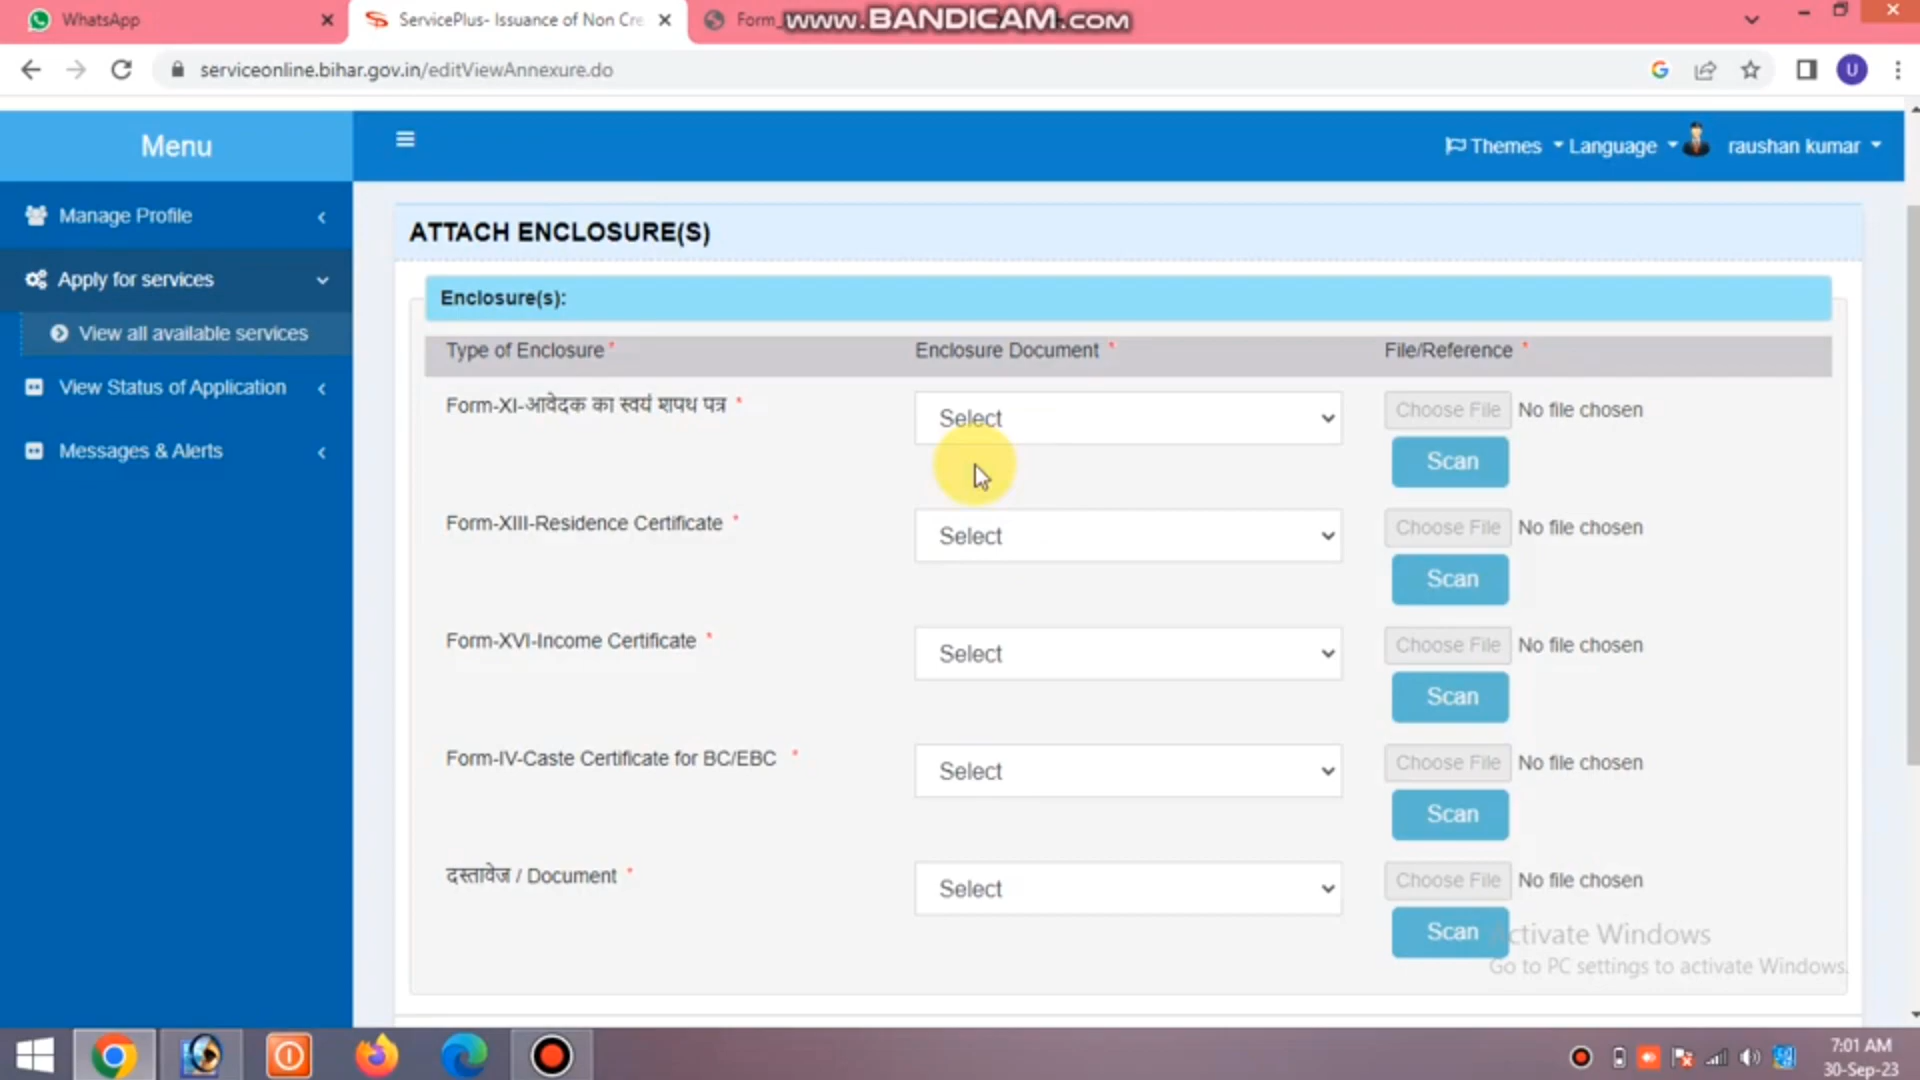 WhatsApp
ServicePlus- Issuance of Non Cre
Form_
www.BANDICAM.com
serviceonline.bihar.gov.in/editViewAnnexure.do
U
Menu
Themes
Language
raushan kumar
Manage Profile
Apply for services
View all available services
View Status of Application
Messages & Alerts
ATTACH ENCLOSURE(S)
Enclosure(s):
Type of Enclosure *
Enclosure Document *
File/Reference *
Form-XI-आवेदक का स्वयं शपथ पत्र *
Select
Choose File No file chosen
Scan
Form-XIII-Residence Certificate *
Select
Choose File No file chosen
Scan
Form-XVI-Income Certificate *
Select
Choose File No file chosen
Scan
Form-IV-Caste Certificate for BC/EBC *
Select
Choose File No file chosen
Scan
दस्तावेज / Document *
Select
Choose File No file chosen
Scan
Activate Windows
Go to PC settings to activate Windows.
7:01 AM
30-Sep-23